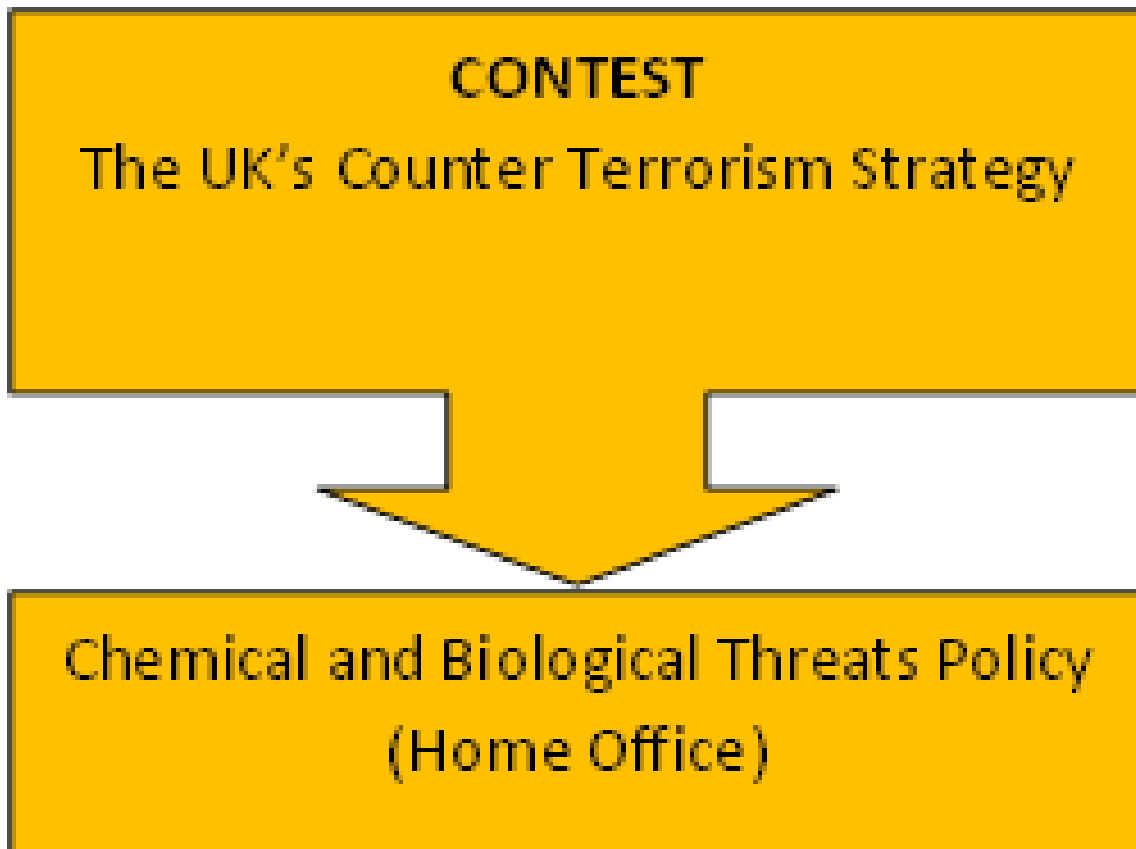 CONTEST
The UK's Counter Terrorism Strategy
Chemical and Biological Threats Policy
(Home Office)